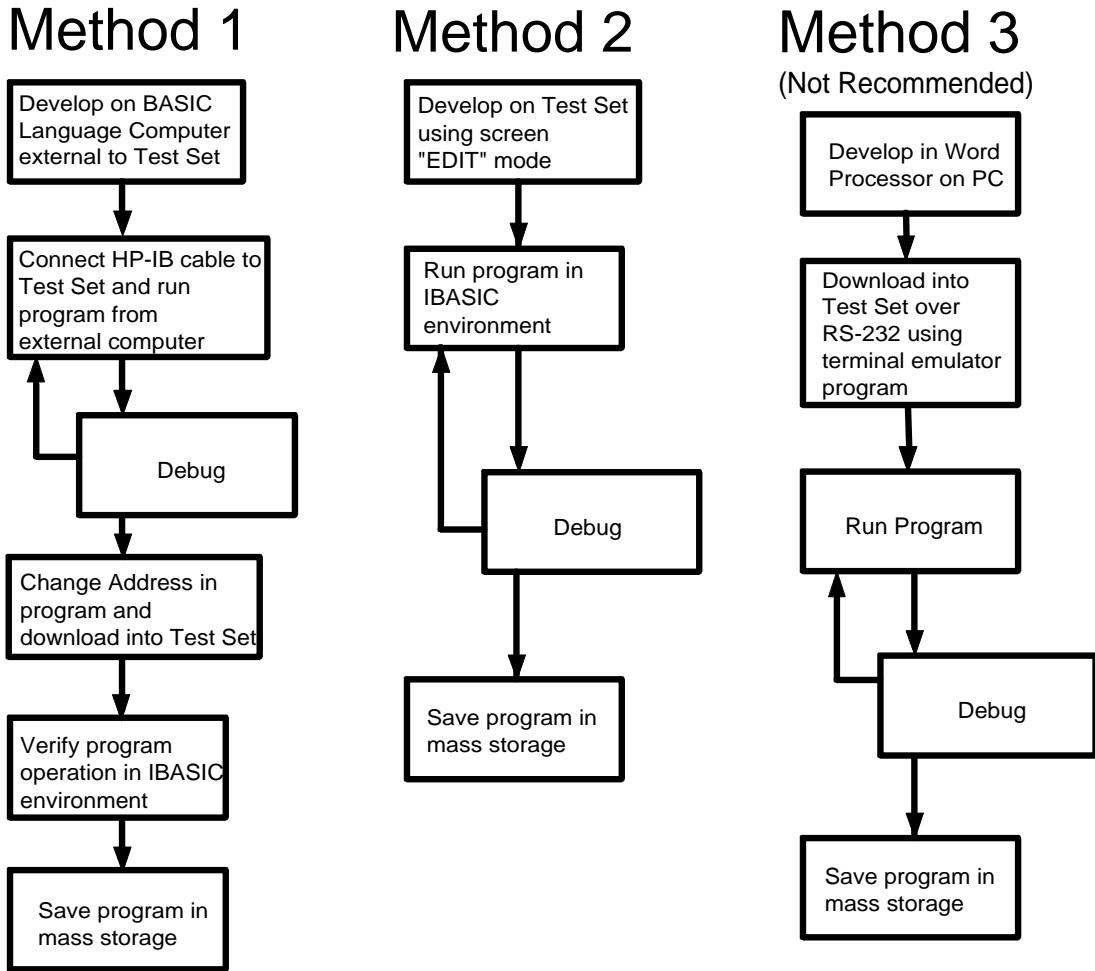 Method 1
Develop on BASIC
Language Computer
external to Test Set
Connect HP-IB cable to
Test Set and run
program from
external computer
Debug
Change Address in
program and
download into Test Set
Verify program
operation in IBASIC
environment
Save program in
mass storage
Method 2
Develop on Test Set
using screen
"EDIT" mode
Run program in
IBASIC
environment
Debug
Save program in
mass storage
Method 3
(Not Recommended)
Develop in Word
Processor on PC
Download into
Test Set over
RS-232 using
terminal emulator
program
Run Program
Debug
Save program in
mass storage